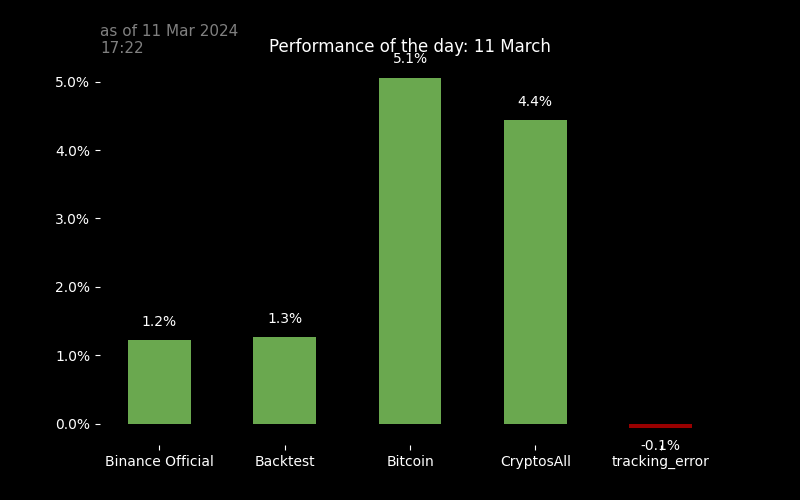 as of 11 Mar 2024
17:22
Performance of the day: 11 March
5.1%
5.0%
4.4%
4.0%
3.0%
2.0%
1.2%
1.3%
1.0%
0.0%
-0.1%
Binance Official
Backtest
Bitcoin
CryptosAll
tracking_error